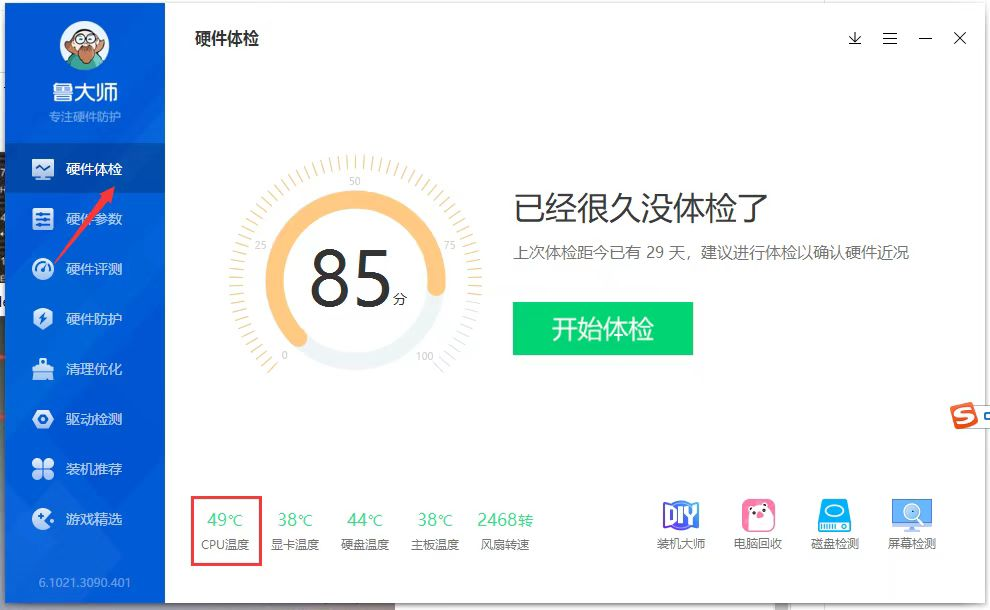 鲁大师
专注硬件防护
硬件体检
硬件参数
硬件评测
硬件防护
清理优化
驱动检测
装机推荐
游戏精选
6.1021.3090.401
硬件体检
50
25
75
0
100
85分
已经很久没体检了
上次体检距今已有 29 天，建议进行体检以确认硬件近况
开始体检
49℃ 38℃ 44℃ 38℃ 2468转
CPU温度 显卡温度 硬盘温度 主板温度 风扇转速
DIY
装机大师 电脑回收 磁盘检测 屏幕检测
S